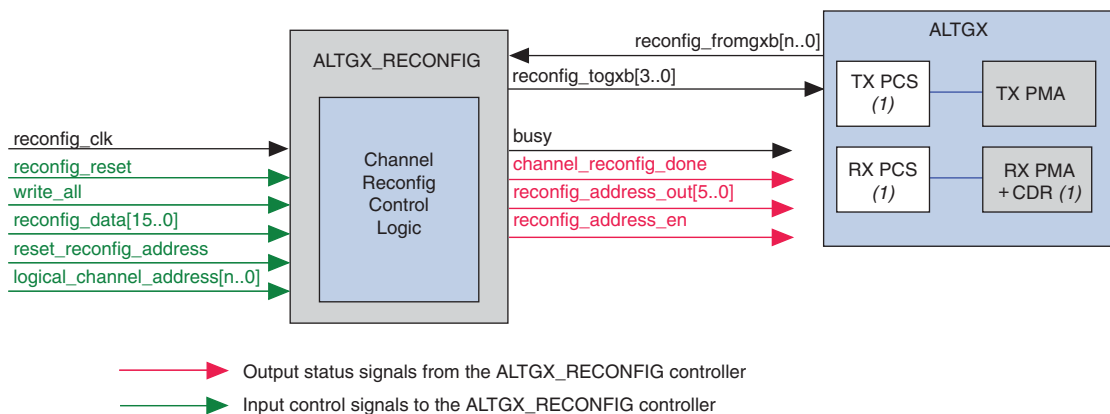 ALTGX_RECONFIG
Channel
Reconfig
Control
Logic
reconfig_clk
reconfig_reset
write_all
reconfig_data[15..0]
reset_reconfig_address
logical_channel_address[n..0]
reconfig_fromgxb[n..0]
reconfig_togxb[3..0]
busy
channel_reconfig_done
reconfig_address_out[5..0]
reconfig_address_en
ALTGX
TX PCS
(1)
TX PMA
RX PCS
(1)
RX PMA
+CDR (1)
Output status signals from the ALTGX_RECONFIG controller
Input control signals to the ALTGX_RECONFIG controller